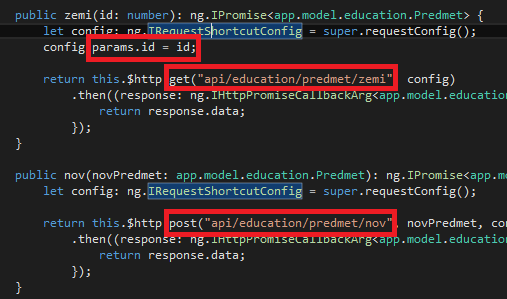 public zemi(id: number): ng.IPromise<app.model.education.Predmet> {
let config: ng.IRequestShortcutConfig = super.requestConfig();
config.params.id = id;
return this.$http.get("api/education/predmet/zemi", config)
.then((response: ng.IHttpPromiseCallbackArg<app.model.education
return response.data;
});
}
public nov(novPredmet: app.model.education.Predmet): ng.IPromise<app.mo
let config: ng.IRequestShortcutConfig = super.requestConfig();
return this.$http.post("api/education/predmet/nov", novPredmet, con
.then((response: ng.IHttpPromiseCallbackArg<app.model.education
return response.data;
});
}